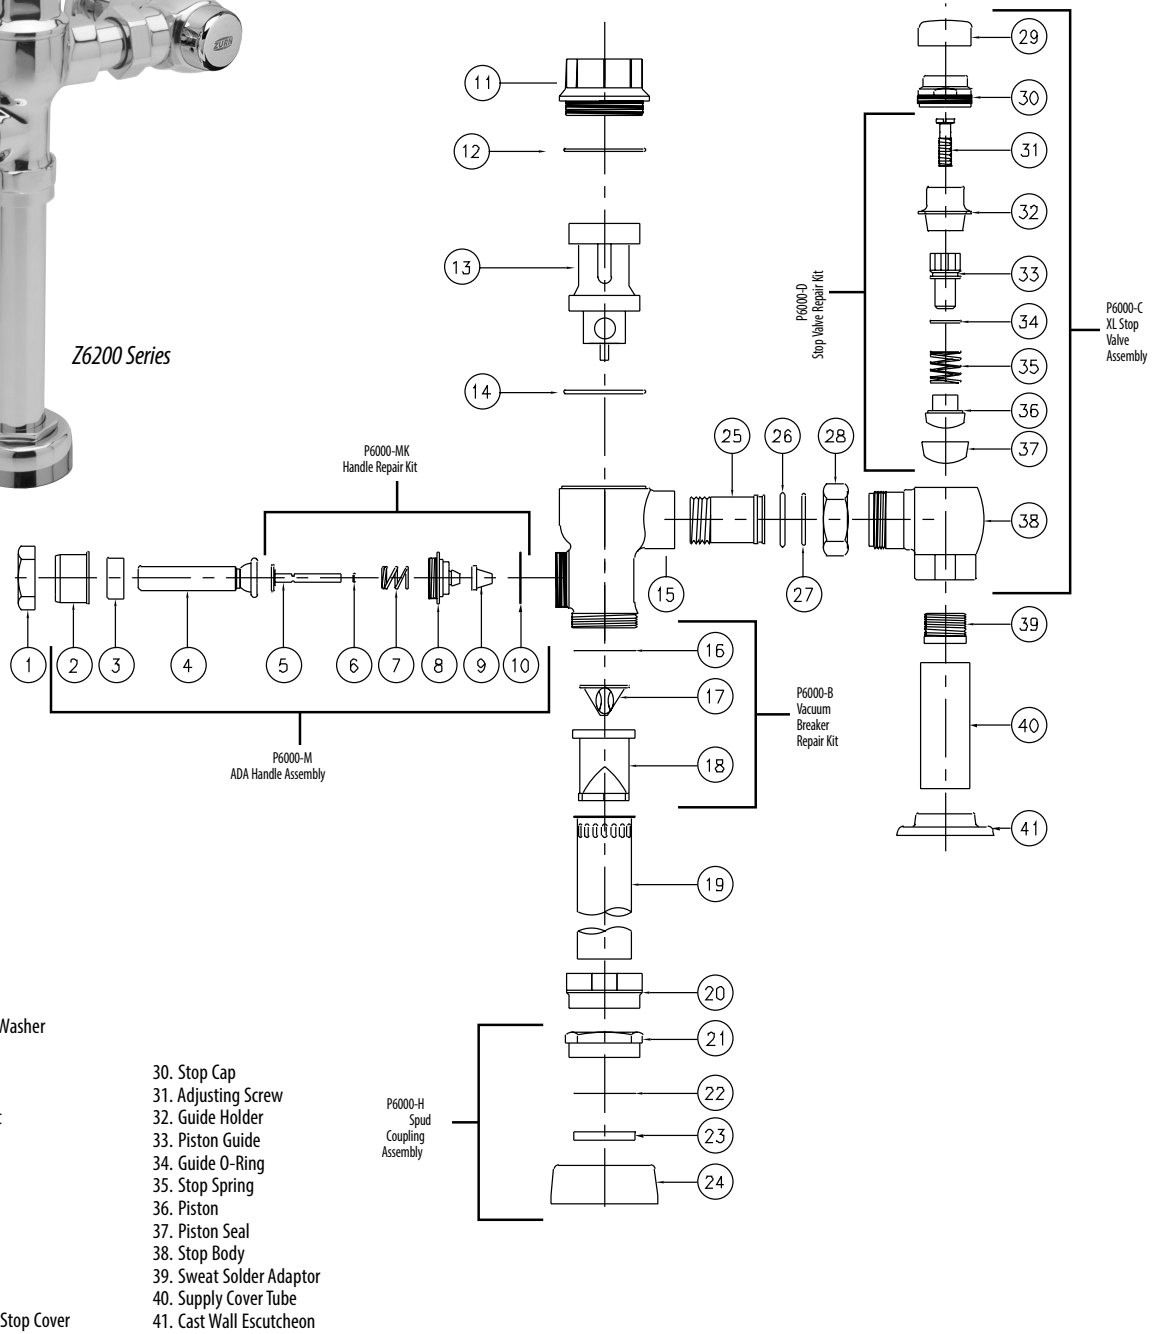 ZURN
Z6200 Series
11
12
13
14
29
30
31
32
33
34
35
36
37
38
P6000-D
Stop Valve Repair Kit
P6000-C
XL Stop
Valve
Assembly
P6000-MK
Handle Repair Kit
25
26
28
27
15
1
2
3
4
5
6
7
8
9
10
P6000-M
ADA Handle Assembly
16
17
18
P6000-B
Vacuum
Breaker
Repair Kit
39
40
41
19
20
21
22
23
24
P6000-H
Spud
Coupling
Assembly
Washer
Stop Cover
30. Stop Cap
31. Adjusting Screw
32. Guide Holder
33. Piston Guide
34. Guide O-Ring
35. Stop Spring
36. Piston
37. Piston Seal
38. Stop Body
39. Sweat Solder Adaptor
40. Supply Cover Tube
41. Cast Wall Escutcheon